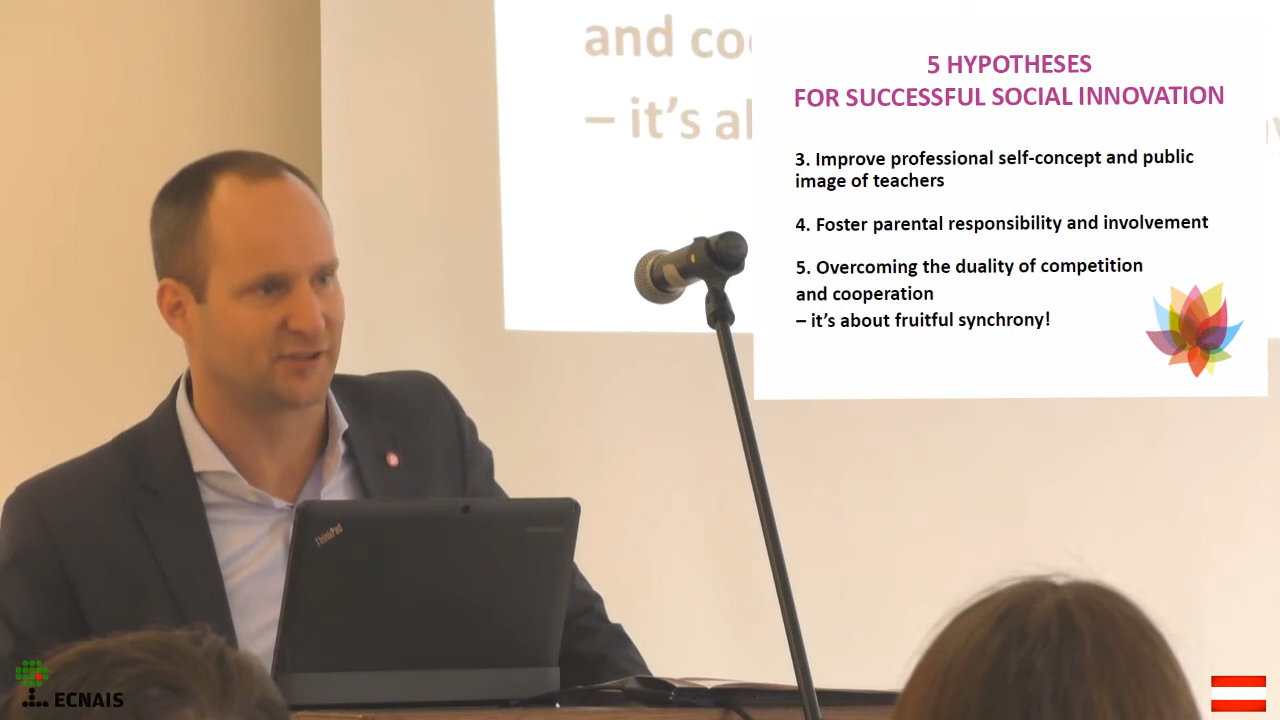 and co
– it's a
5 HYPOTHESES
FOR SUCCESSFUL SOCIAL INNOVATION
3. Improve professional self-concept and public
image of teachers
4. Foster parental responsibility and involvement
5. Overcoming the duality of competition
and cooperation
– it's about fruitful synchrony!
ThinkPad
ECNAIS